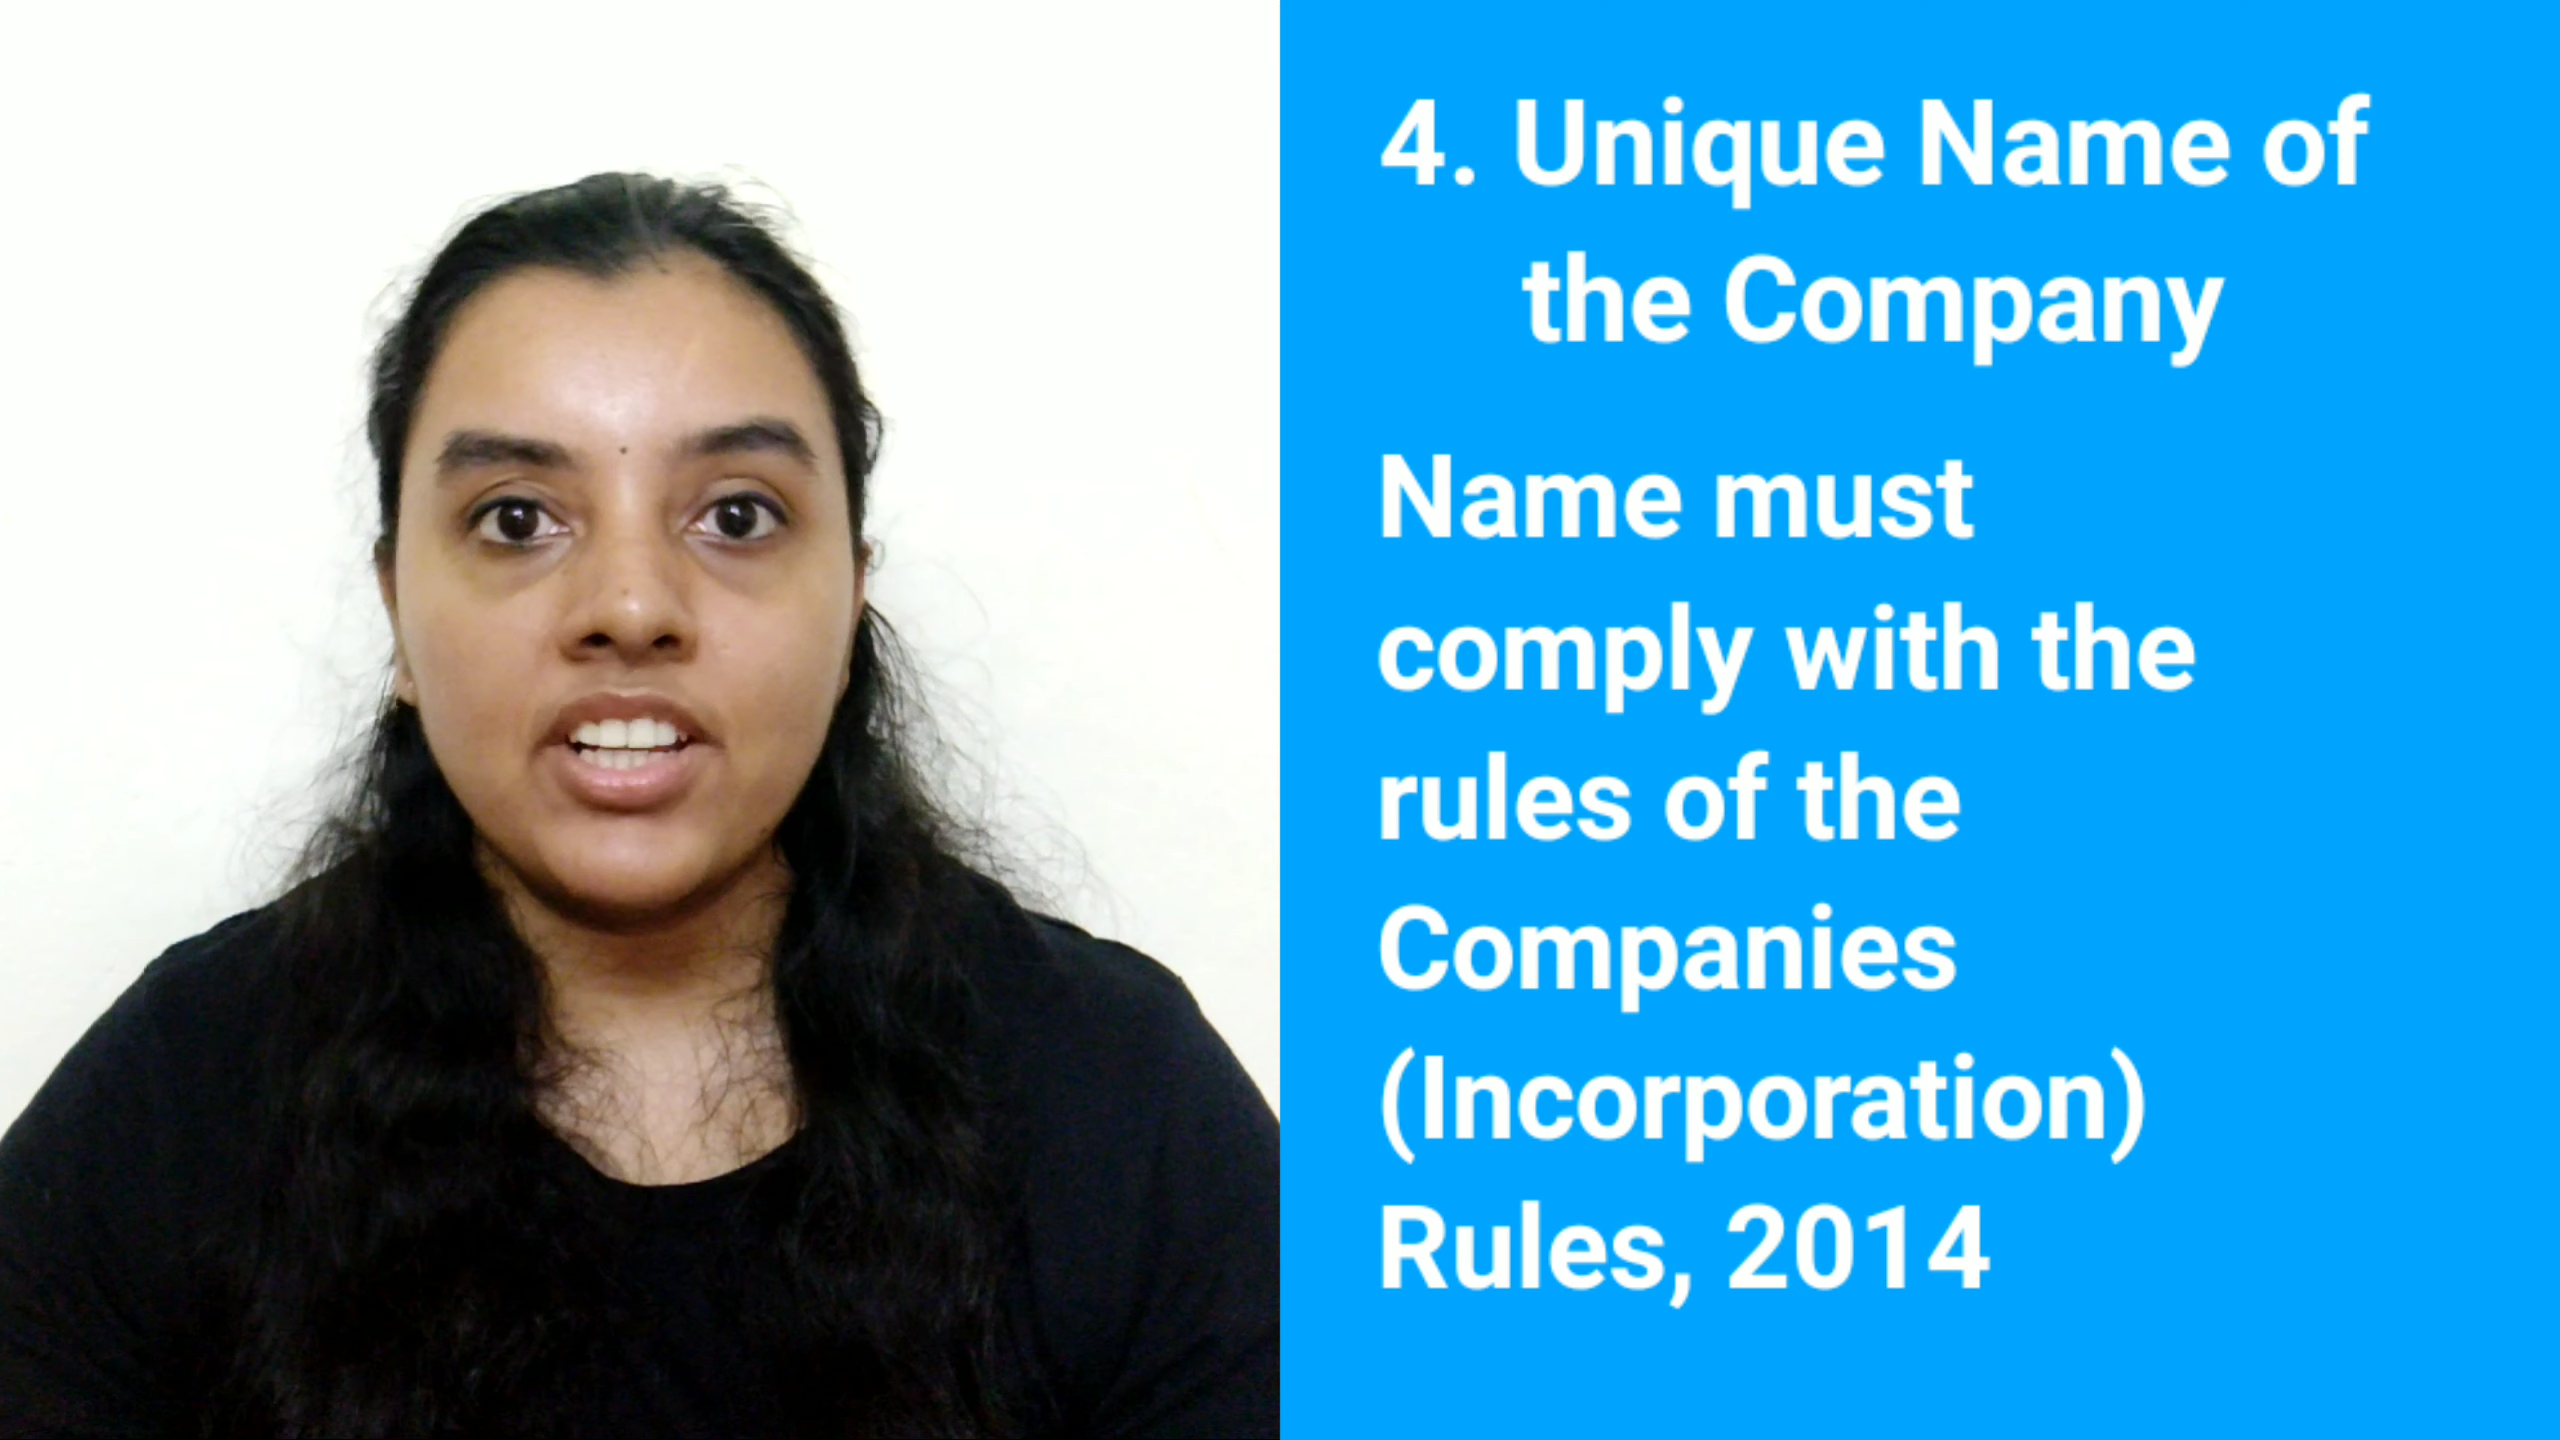 4. Unique Name of
the Company
Name must
comply with the
rules of the
Companies
(Incorporation)
Rules, 2014